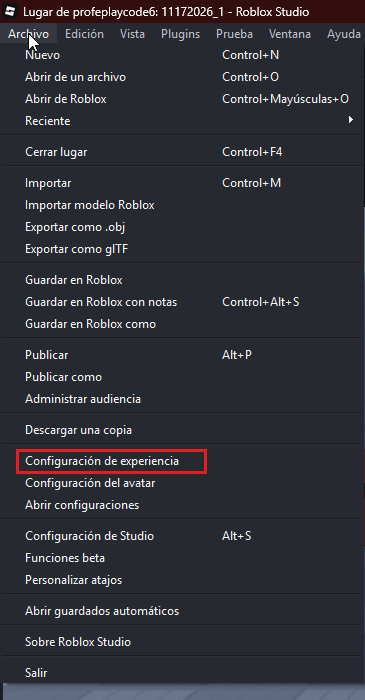 Lugar de profeplaycode6: 11172026_1 - Roblox Studio
Archivo Edición Vista Plugins Prueba Ventana Ayuda
Nuevo Control+N
Abrir de un archivo Control+O
Abrir de Roblox Control+Mayúsculas+O
Reciente
Cerrar lugar Control+F4
Importar Control+M
Importar modelo Roblox
Exportar como .obj
Exportar como glTF
Guardar en Roblox
Guardar en Roblox con notas Control+Alt+S
Guardar en Roblox como
Publicar Alt+P
Publicar como
Administrar audiencia
Descargar una copia
Configuración de experiencia
Configuración del avatar
Abrir configuraciones
Configuración de Studio Alt+S
Funciones beta
Personalizar atajos
Abrir guardados automáticos
Sobre Roblox Studio
Salir